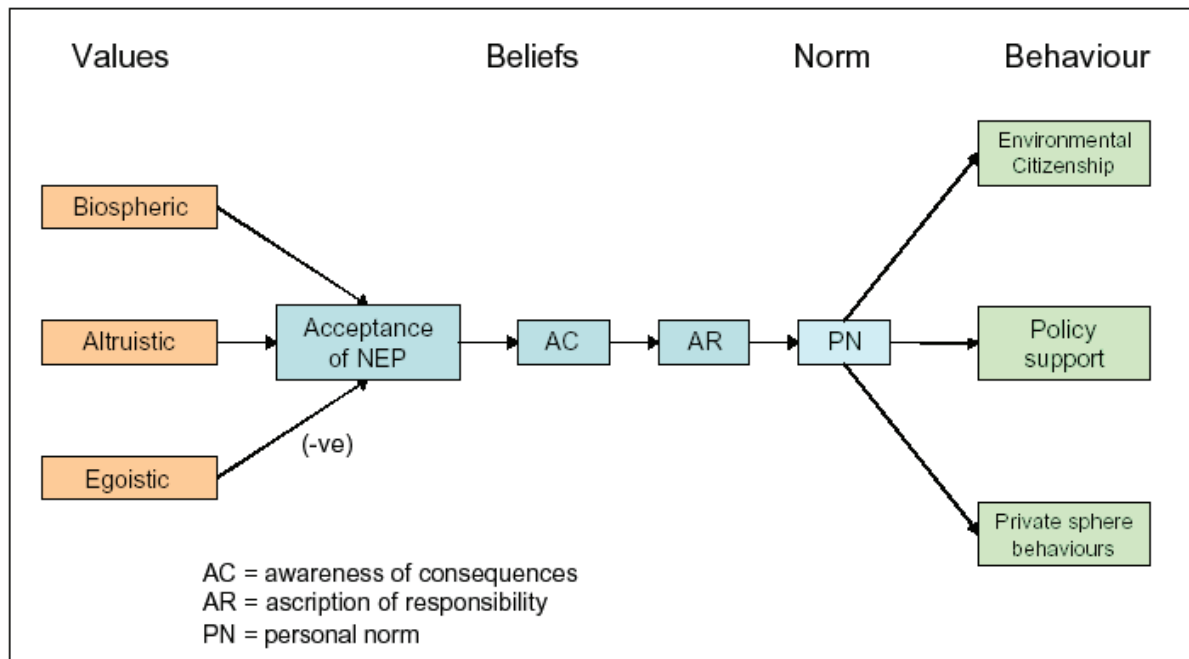 Values
Beliefs
Norm
Behaviour
Environmental
Citizenship
Biospheric
Altruistic
Acceptance
of NEP
AC
AR
PN
Policy
support
(-ve)
Egoistic
Private sphere
behaviours
AC = awareness of consequences
AR = ascription of responsibility
PN = personal norm